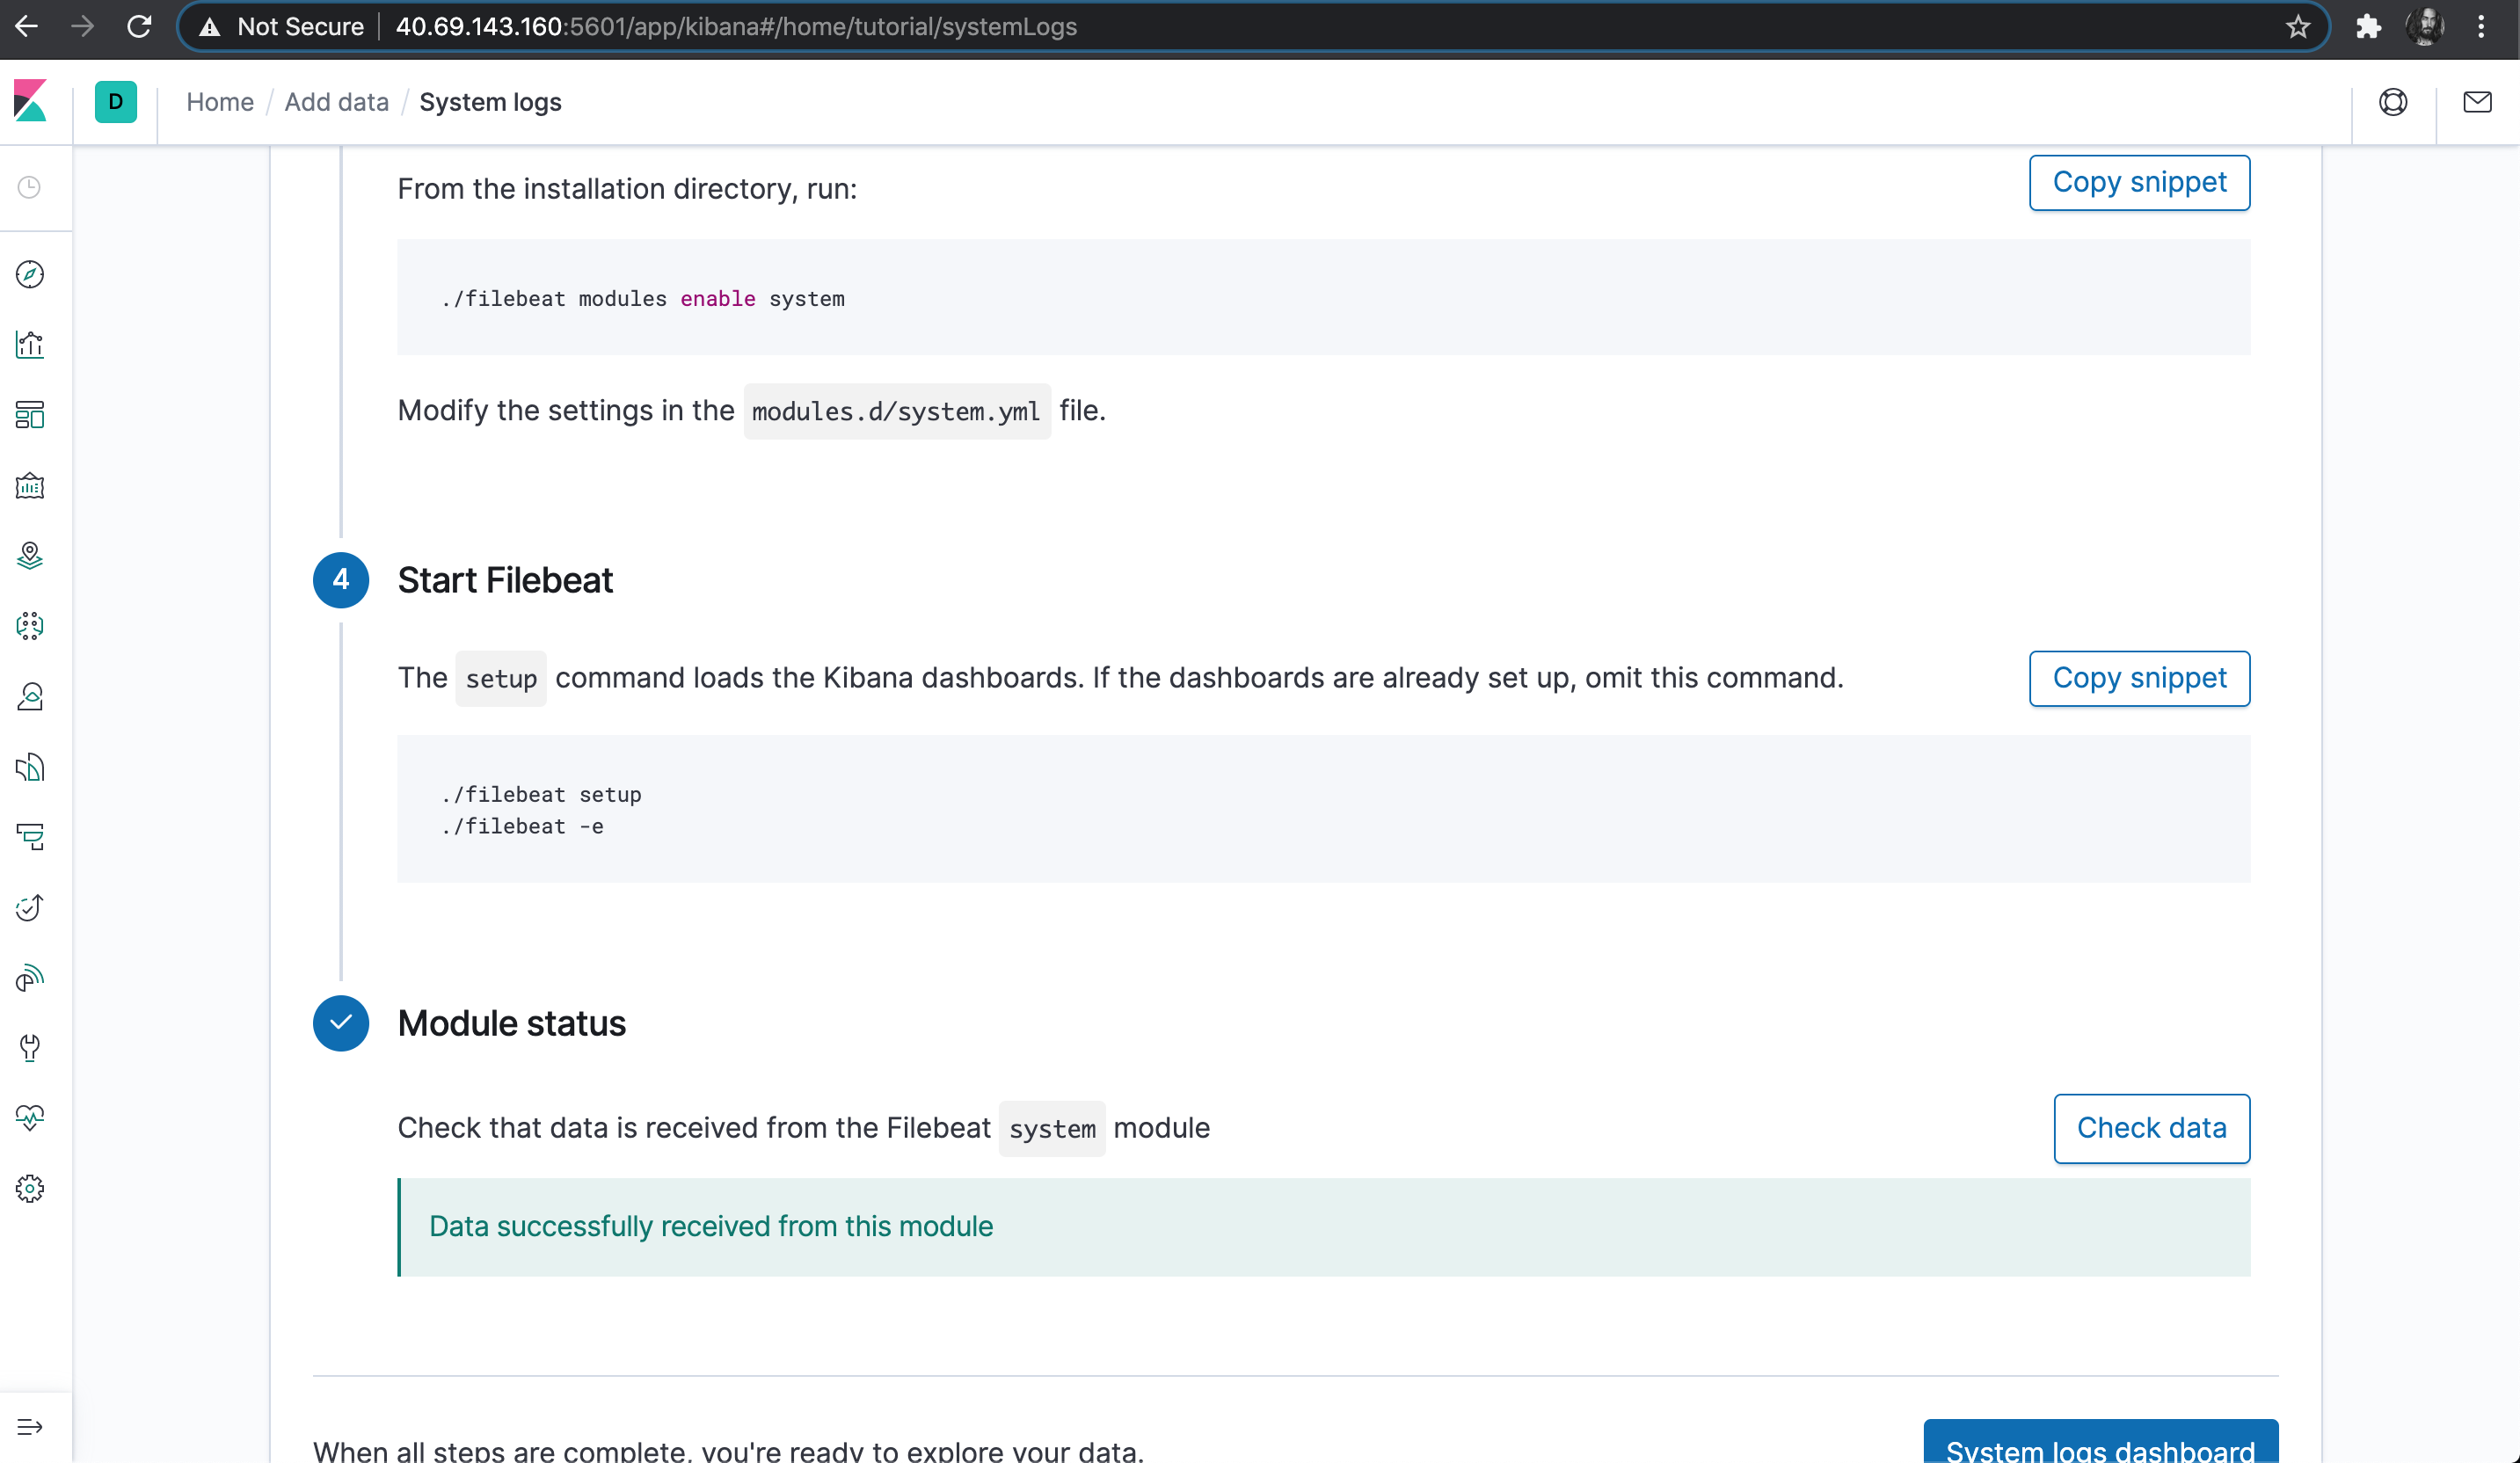 Not Secure 40.69.143.160:5601/app/kibana#/home/tutorial/systemLogs
D Home / Add data / System logs
From the installation directory, run: Copy snippet
./filebeat modules enable system
Modify the settings in the modules.d/system.yml file.
4 Start Filebeat
The setup command loads the Kibana dashboards. If the dashboards are already set up, omit this command. Copy snippet
./filebeat setup
./filebeat -e
Module status
Check that data is received from the Filebeat system module Check data
Data successfully received from this module
When all steps are complete, you're ready to explore your data. System logs dashboard